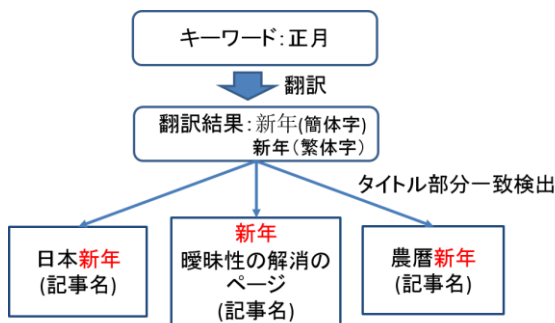 キーワード：正月
翻訳
翻訳結果：新年(簡体字)
新年（繁体字）
タイトル部分一致検出
日本新年
(記事名)
新年
曖昧性の解消の
ページ
(記事名)
農暦新年
(記事名)